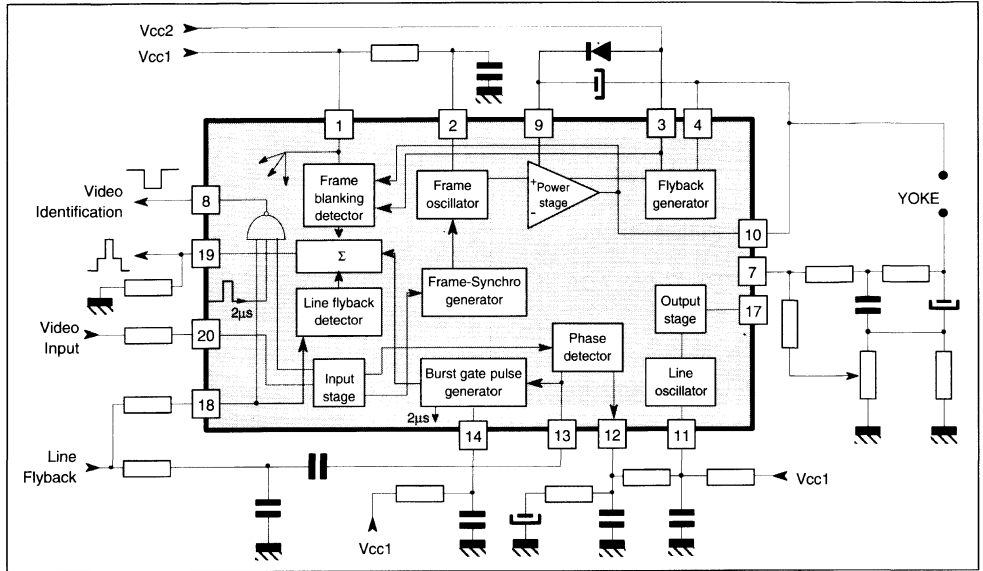 Vcc2
Vcc1
1
2
9
3
4
Video
Identification
8
Frame
blanking
detector
Frame
oscillator
+
-
Power
stage
Flyback
generator
YOKE
10
19
Σ
7
2μs
Line flyback
detector
Frame-Synchro
generator
Output
stage
17
Video
Input
20
Phase
detector
Input
stage
Burst gate pulse
generator
Line
oscillator
18
2μs
14
13
12
11
Line
Flyback
Vcc1
Vcc1